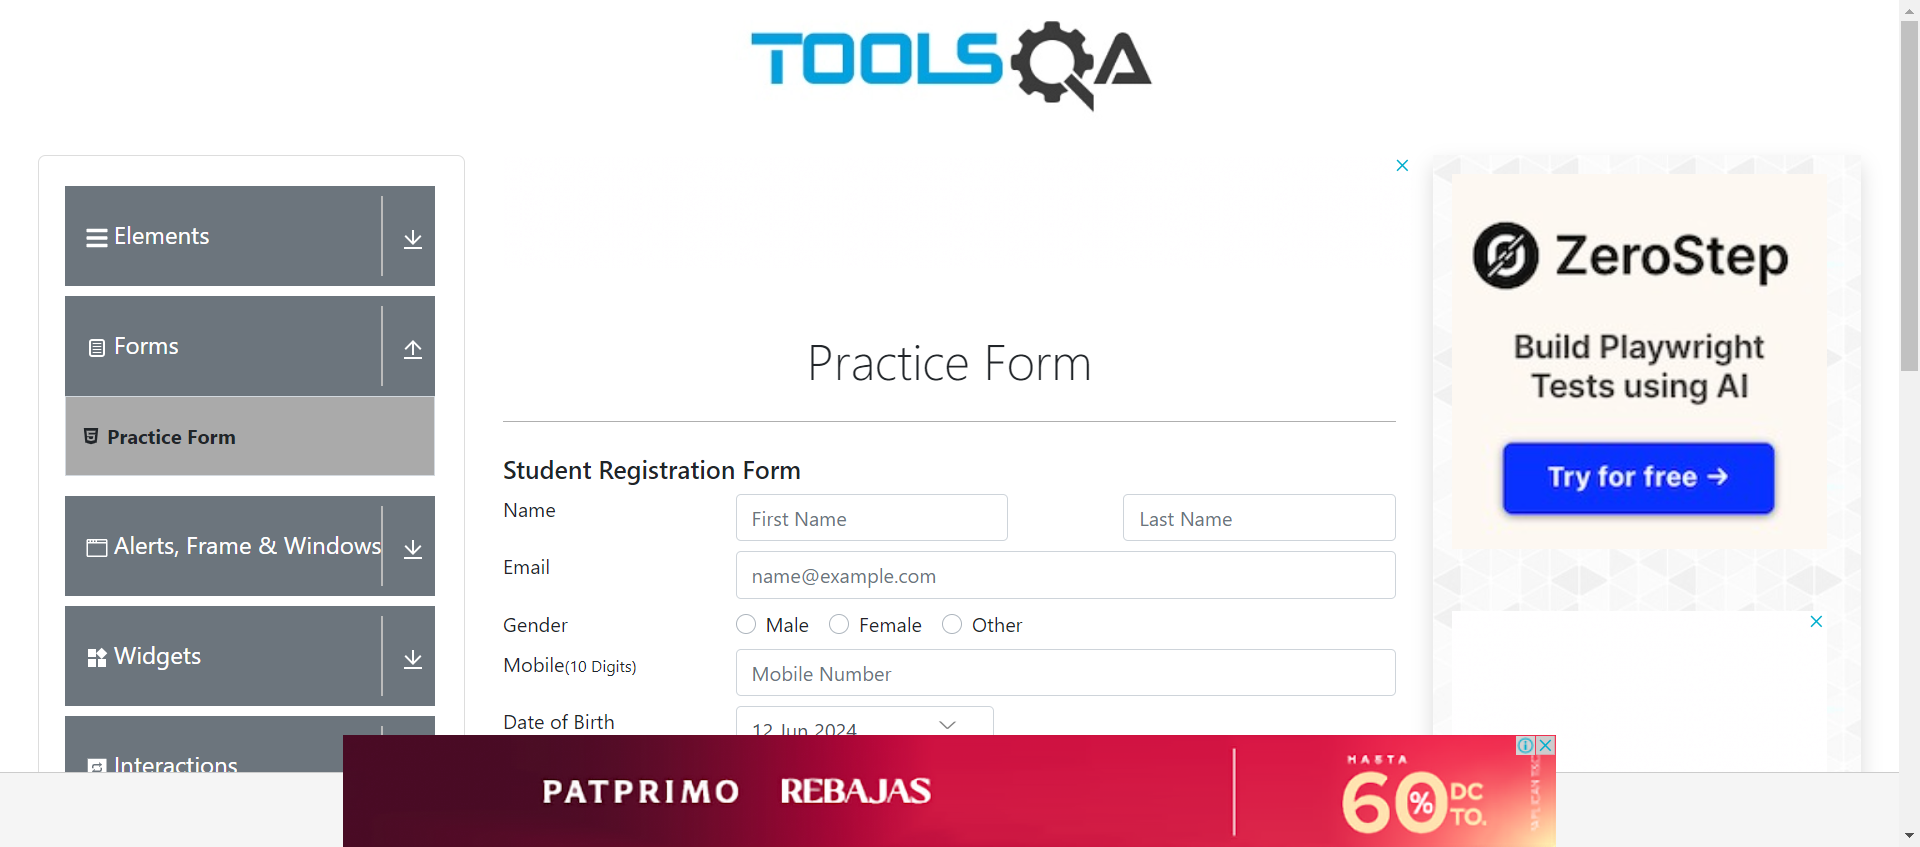 TOOLSQA
Elements
Forms
Practice Form
Alerts, Frame & Windows
Widgets
Interactions
Practice Form
Student Registration Form
Name
First Name
Last Name
Email
name@example.com
Gender
Male
Female
Other
Mobile(10 Digits)
Mobile Number
Date of Birth
12 Jun 2024
ZeroStep
Build Playwright
Tests using AI
Try for free →
PATPRIMO REBAJAS
HASTA
60% DC
TO.